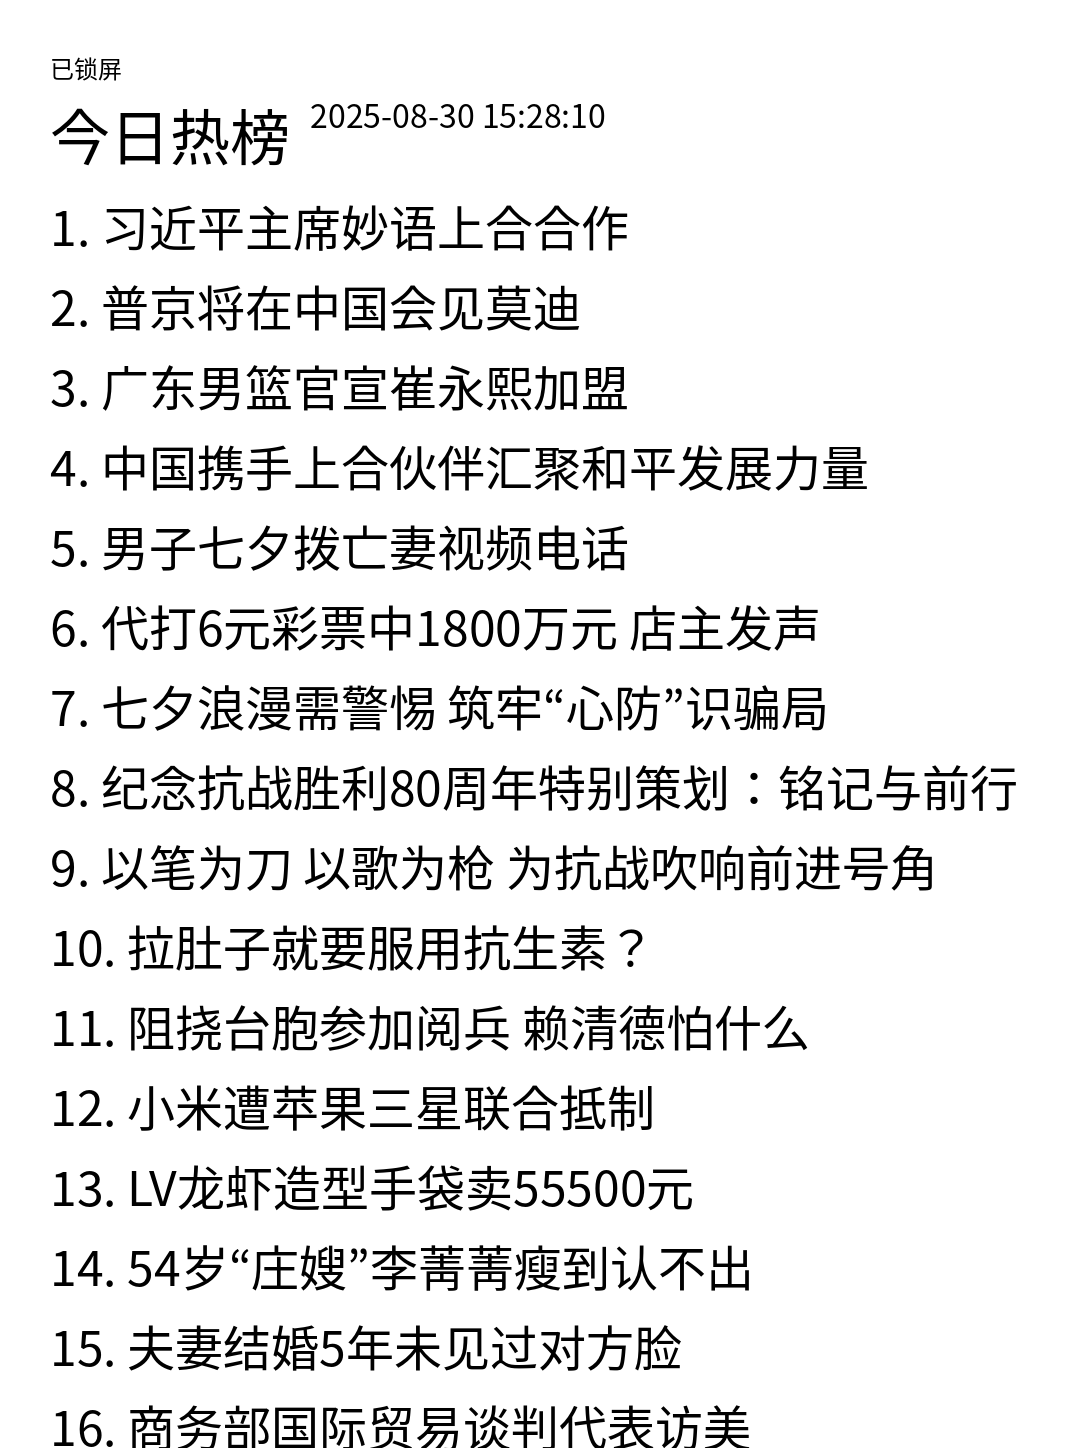 已锁屏
今日热榜 2025-08-30 15:28:10
1. 习近平主席妙语上合合作
2. 普京将在中国会见莫迪
3. 广东男篮官宣崔永熙加盟
4. 中国携手上合伙伴汇聚和平发展力量
5. 男子七夕拨亡妻视频电话
6. 代打6元彩票中1800万元 店主发声
7. 七夕浪漫需警惕 筑牢“心防”识骗局
8. 纪念抗战胜利80周年特别策划：铭记与前行
9. 以笔为刀 以歌为枪 为抗战吹响前进号角
10. 拉肚子就要服用抗生素？
11. 阻挠台胞参加阅兵 赖清德怕什么
12. 小米遭苹果三星联合抵制
13. LV龙虾造型手袋卖55500元
14. 54岁“庄嫂”李菁菁瘦到认不出
15. 夫妻结婚5年未见过对方脸
16. 商务部国际贸易谈判代表访美